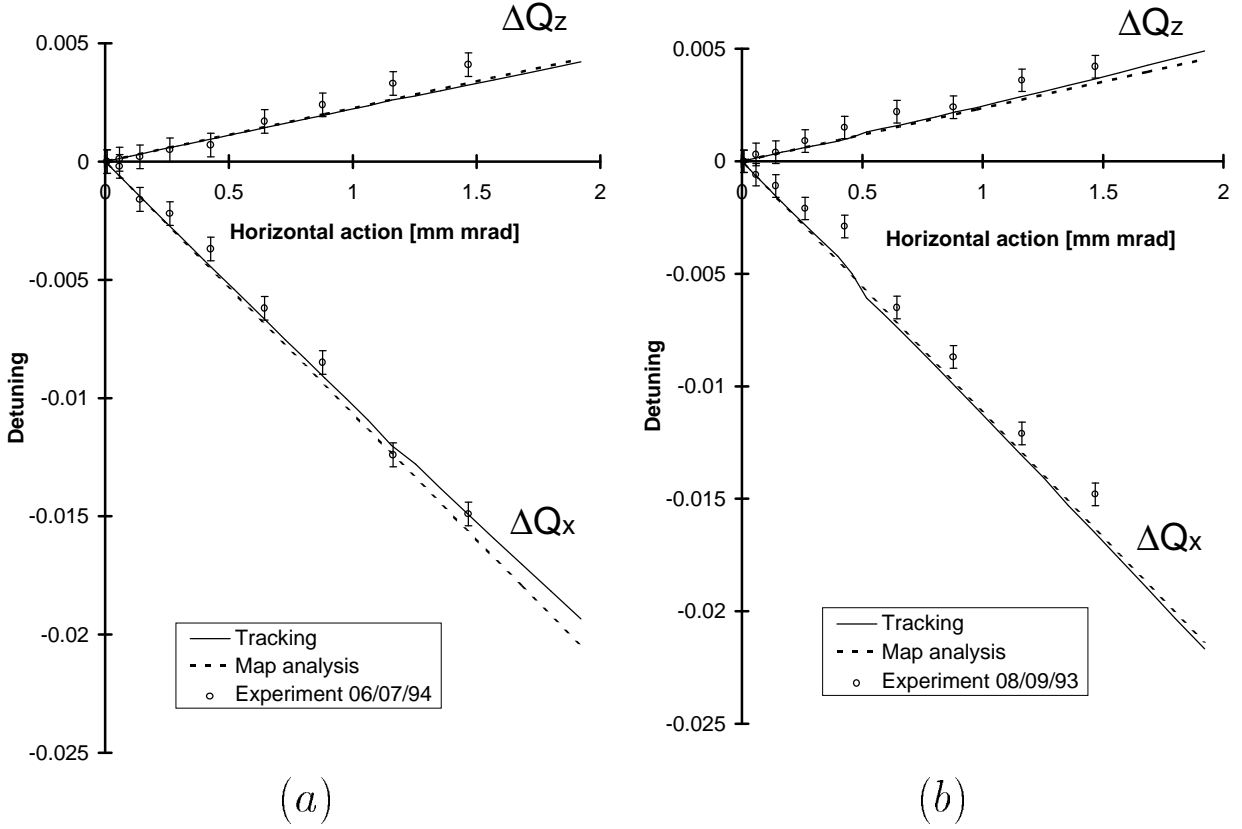 ΔQz
0.005
0
0
0.5
1
1.5
2
Horizontal action [mm mrad]
-0.005
Detuning
-0.01
-0.015
ΔQx
-0.02
Tracking
Map analysis
Experiment 06/07/94
-0.025
(a)
ΔQz
0.005
0
0
0.5
1
1.5
2
Horizontal action [mm mrad]
-0.005
Detuning
-0.01
-0.015
ΔQx
-0.02
Tracking
Map analysis
Experiment 08/09/93
-0.025
(b)